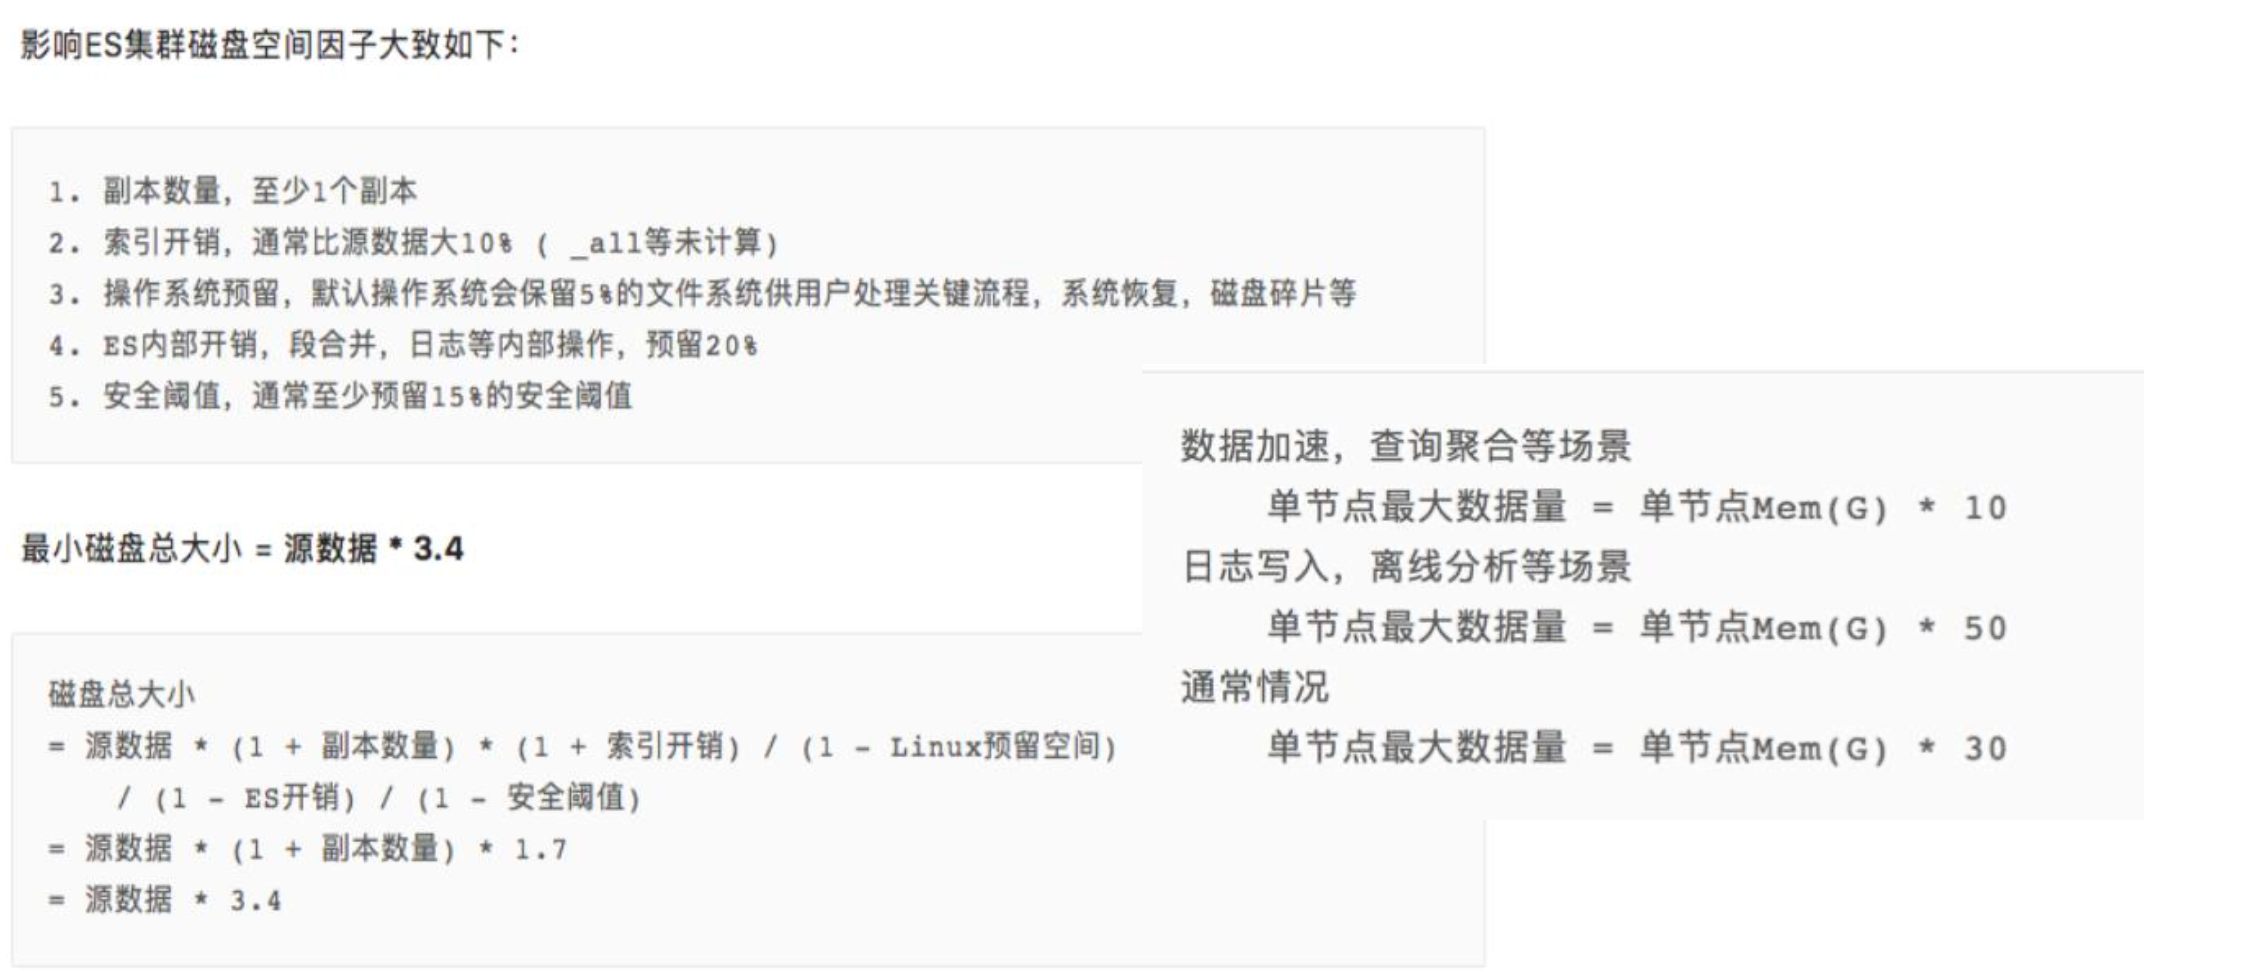 影响ES集群磁盘空间因子大致如下：
1. 副本数量，至少1个副本
2. 索引开销，通常比源数据大10% ( _all等未计算)
3. 操作系统预留，默认操作系统会保留5%的文件系统供用户处理关键流程，系统恢复，磁盘碎片等
4. ES内部开销，段合并，日志等内部操作，预留20%
5. 安全阈值，通常至少预留15%的安全阈值
最小磁盘总大小 = 源数据 * 3.4
磁盘总大小
= 源数据 * (1 + 副本数量) * (1 + 索引开销) / (1 - Linux预留空间)
/ (1 - ES开销) / (1 - 安全阈值)
= 源数据 * (1 + 副本数量) * 1.7
= 源数据 * 3.4
数据加速，查询聚合等场景
单节点最大数据量 = 单节点Mem(G) * 10
日志写入，离线分析等场景
单节点最大数据量 = 单节点Mem(G) * 50
通常情况
单节点最大数据量 = 单节点Mem(G) * 30